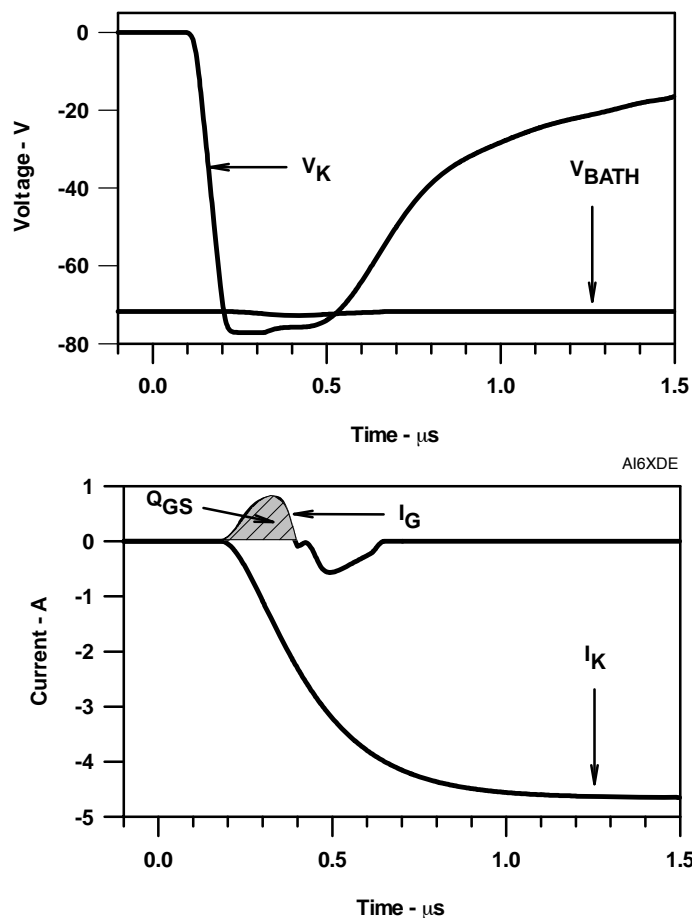 0
-20
-40
-60
-80
Voltage - V
V_K
V_BATH
0.0 0.5 1.0 1.5
Time - μs
AI6XDE
1
0
-1
-2
-3
-4
-5
Current - A
Q_GS
I_G
I_K
0.0 0.5 1.0 1.5
Time - μs